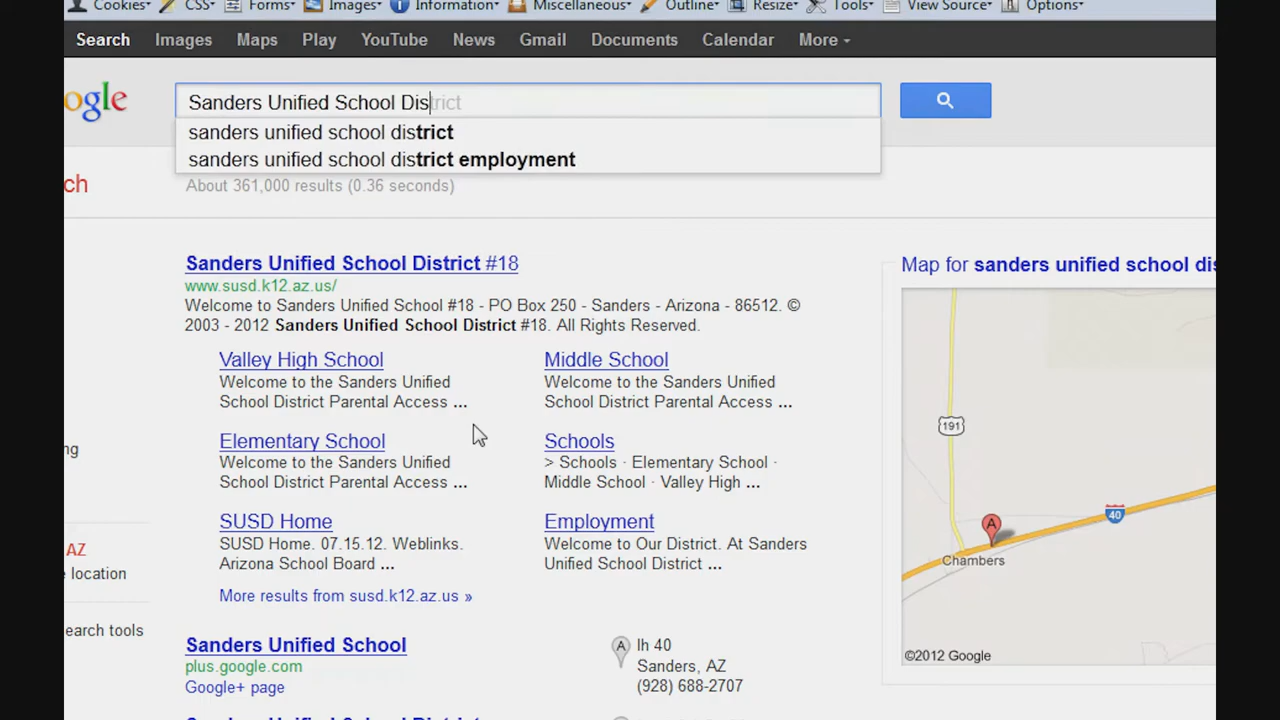 Cookies CSS Forms Images Information Miscellaneous Outline Resize Tools View Source Options
Search Images Maps Play YouTube News Gmail Documents Calendar More
ogle
Sanders Unified School District
sanders unified school district
sanders unified school district employment
ch
About 361,000 results (0.36 seconds)
Sanders Unified School District #18
www.susd.k12.az.us/
Welcome to Sanders Unified School #18 - PO Box 250 - Sanders - Arizona - 86512. ©
2003 - 2012 Sanders Unified School District #18. All Rights Reserved.
Valley High School
Welcome to the Sanders Unified
School District Parental Access ...
Middle School
Welcome to the Sanders Unified
School District Parental Access ...
Elementary School
Welcome to the Sanders Unified
School District Parental Access ...
Schools
> Schools · Elementary School ·
Middle School · Valley High ...
SUSD Home
SUSD Home. 07.15.12. Weblinks.
Arizona School Board ...
Employment
Welcome to Our District. At Sanders
Unified School District ...
More results from susd.k12.az.us »
Sanders Unified School
plus.google.com
Google+ page
A
Ih 40
Sanders, AZ
(928) 688-2707
ng
AZ
e location
earch tools
Map for sanders unified school dis
191
40
A
Chambers
©2012 Google